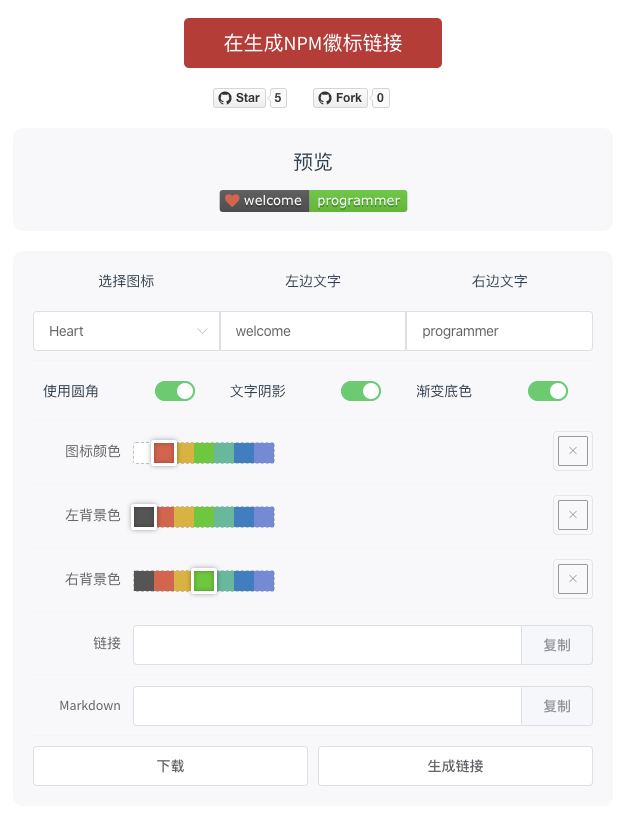 在生成NPM徽标链接
Star 5 Fork 0
预览
welcome programmer
选择图标 左边文字 右边文字
Heart welcome programmer
使用圆角 文字阴影 渐变底色
图标颜色
左背景色
右背景色
链接 复制
Markdown 复制
下载 生成链接